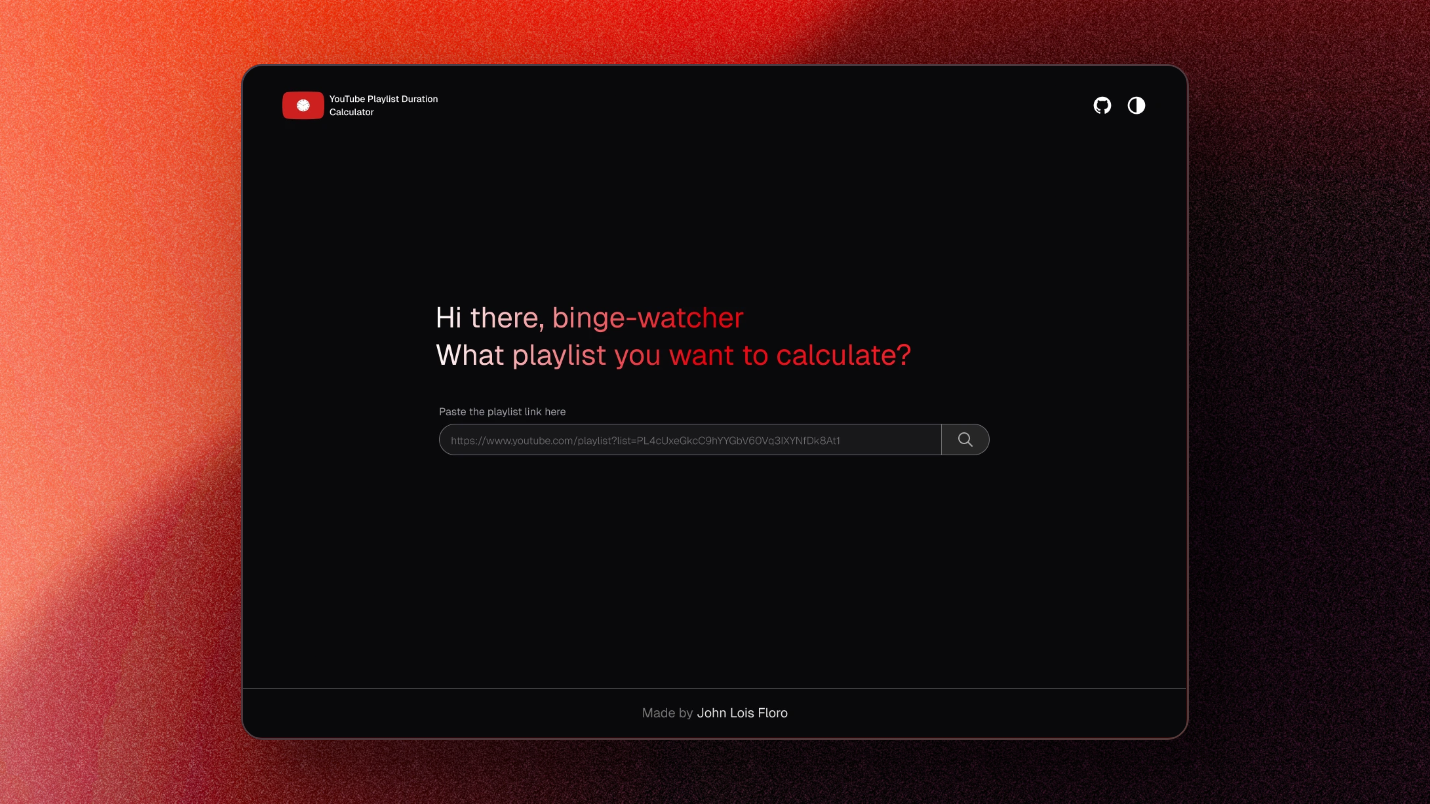 YouTube Playlist Duration
Calculator
Hi there, binge-watcher
What playlist you want to calculate?
Paste the playlist link here
https://www.youtube.com/playlist?list=PL4cUxeGkcC9hYYGbV60Vq3IXYNfDk8At1
Made by John Lois Floro